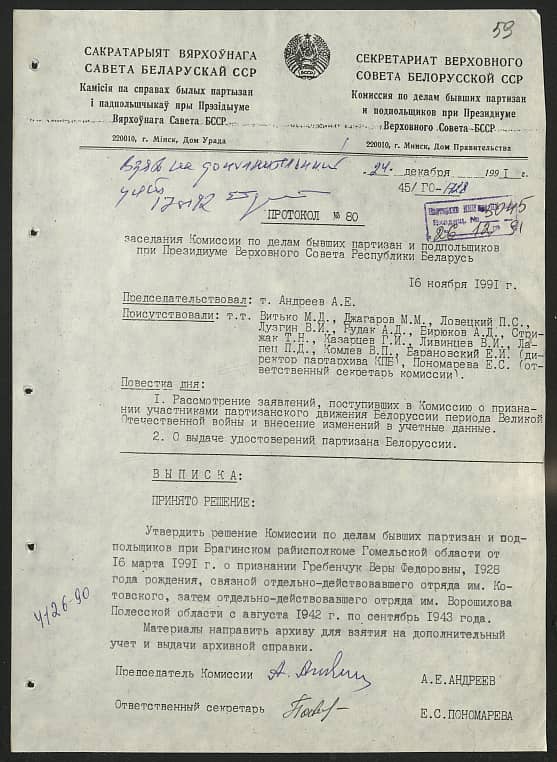 59
САКРАТАРЫЯТ ВЯРХОЎНАГА
САВЕТА БЕЛАРУСКАЙ ССР
Камісія па справах былых партызан
і падпольшчыкаў пры Прэзідыуме
Вярхоўнага Савета БССР
220010, г. Мінск, Дом Урада
СЕКРЕТАРИАТ ВЕРХОВНОГО
СОВЕТА БЕЛОРУССКОЙ ССР
Комиссия по делам бывших партизан
и подпольщиков при Президиуме
Верховного Совета БССР
220010, г. Минск, Дом Правительства
Взять на дополнительный
учет
24 декабря 1991 г.
45/ГО-
5045
26 12 91
ПРОТОКОЛ № 80
заседания Комиссии по делам бывших партизан и подпольщиков
при Президиуме Верховного Совета Республики Беларусь
16 ноября 1991 г.
Председательствовал: т. Андреев А.Е.
Присутствовали: т.т. Витько М.Д., Джагаров М.М., Ловецкий П.С.,
Лузгин В.И., Рудак А.Д., Бирюков А.Д., Стри-
жак Т.Н., Казарцев Г.И., Ливинцев В.И., Ла-
пец П.Д., Комлев В.П., Барановский Е.И. (ди-
ректор партархива КПБ), Пономарева Е.С. (от-
ветственный секретарь комиссии).
Повестка дня:
1. Рассмотрение заявлений, поступивших в Комиссию о призна-
нии участниками партизанского движения Белоруссии периода Великой
Отечественной войны и внесение изменений в учетные данные.
2. О выдаче удостоверений партизана Белоруссии.
ВЫПИСКА:
ПРИНЯТО РЕШЕНИЕ:
Утвердить решение Комиссии по делам бывших партизан и под-
польщиков при Брагинском райисполкоме Гомельской области от
16 марта 1991 г. о признании Гребенчук Веры Федоровны, 1928
года рождения, связной отдельно-действовавшего отряда им. Ко-
товского, затем отдельно-действовавшего отряда им. Ворошилова
Полесской области с августа 1942 г. по сентябрь 1943 года.
Материалы направить архиву для взятия на дополнительный
учет и выдачи архивной справки.
Председатель Комиссии
А.Е.АНДРЕЕВ
Ответственный секретарь
Е.С.ПОНОМАРЕВА